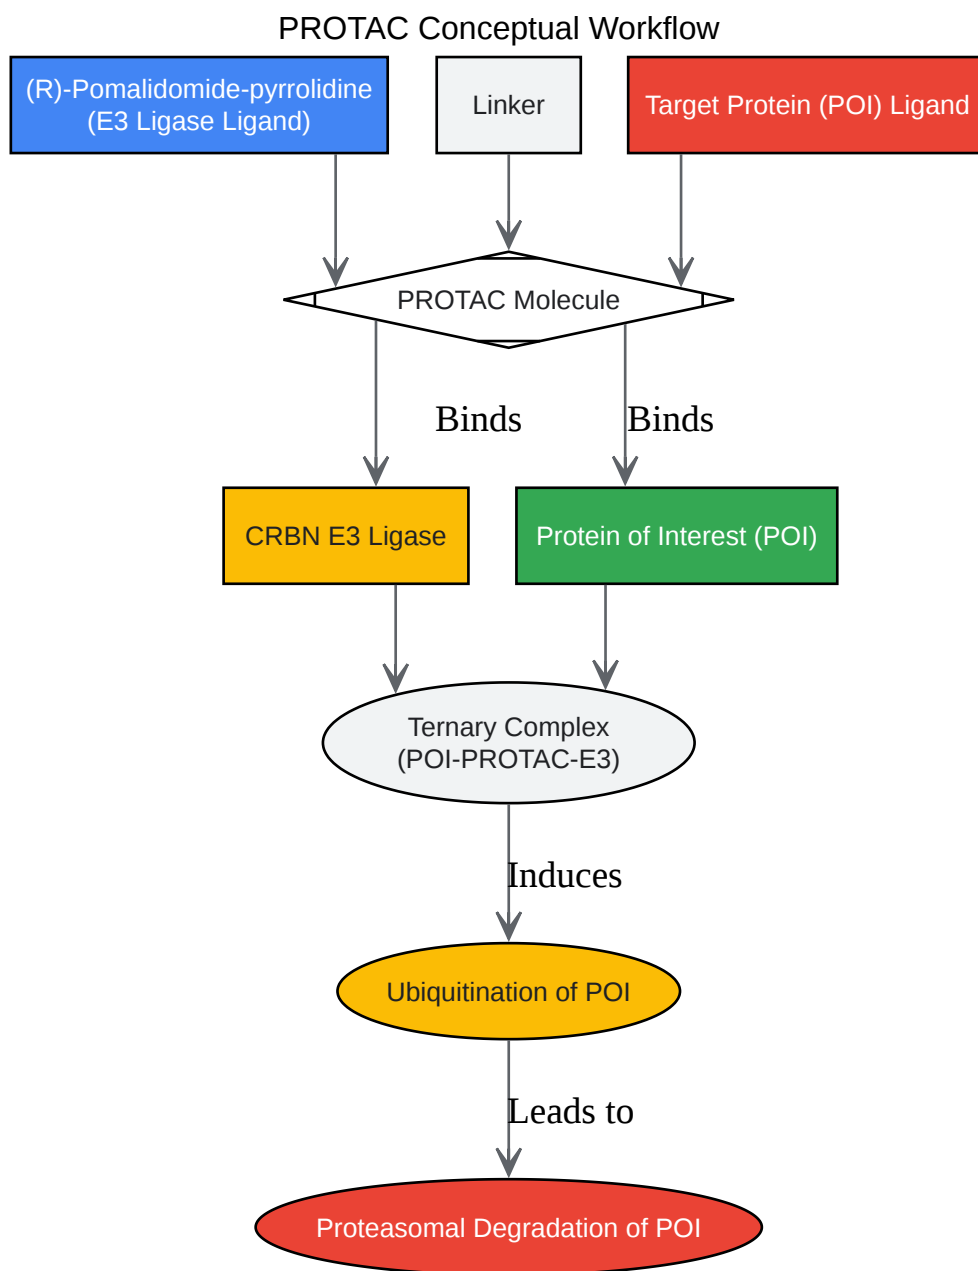 PROTAC Conceptual Workflow
(R)-Pomalidomide-pyrrolidine
(E3 Ligase Ligand)
Linker
Target Protein (POI) Ligand
PROTAC Molecule
Binds
Binds
CRBN E3 Ligase
Protein of Interest (POI)
Ternary Complex
(POI-PROTAC-E3)
Induces
Ubiquitination of POI
Leads to
Proteasomal Degradation of POI